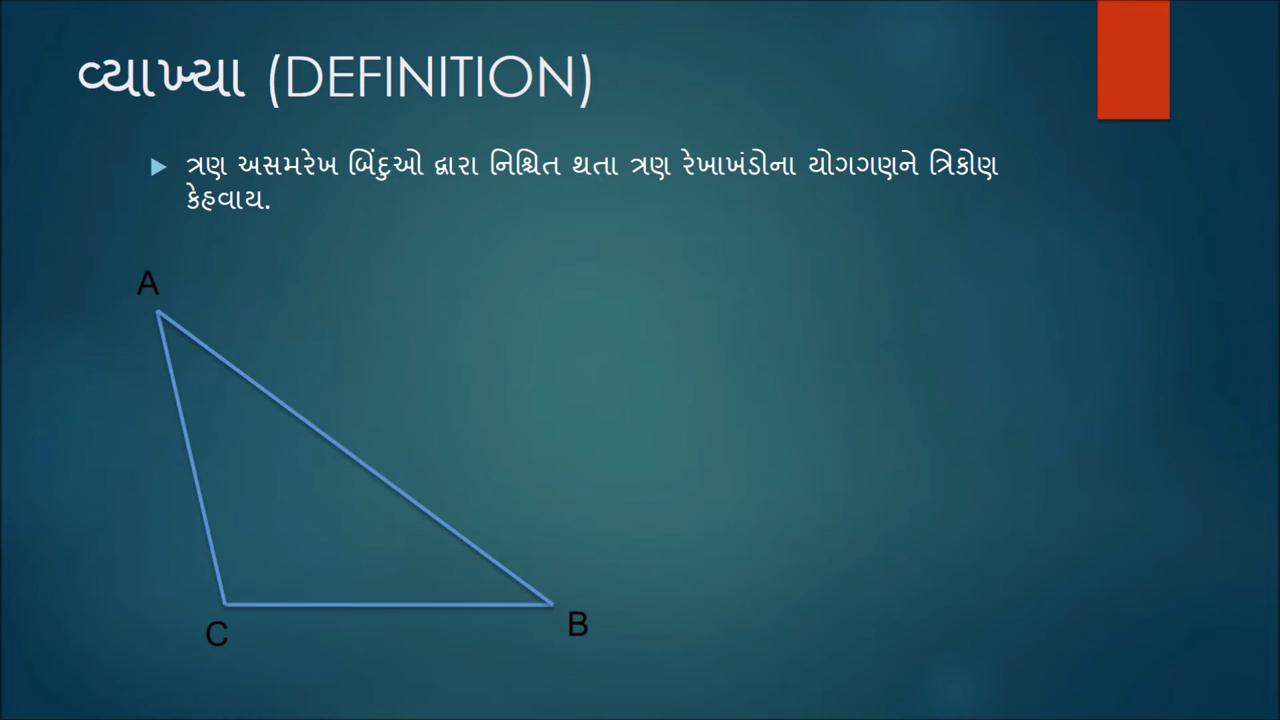 વ્યાખ્યા (DEFINITION)
ત્રણ અસમરેખ બિંદુઓ દ્વારા નિશ્ચિત થતા ત્રણ રેખાખંડોના યોગગણને ત્રિકોણ
કેહવાય.
A
C
B